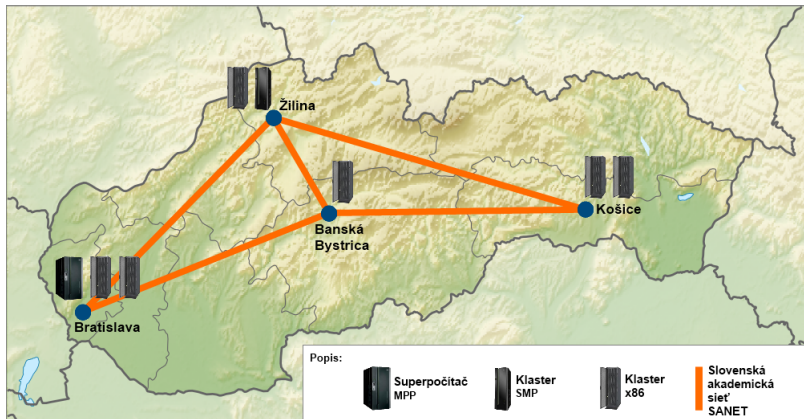 Žilina
Banská
Bystrica
Košice
Bratislava
Popis:
Superpočítač
MPP
Klaster
SMP
Klaster
x86
Slovenská
akademická
sieť
SANET